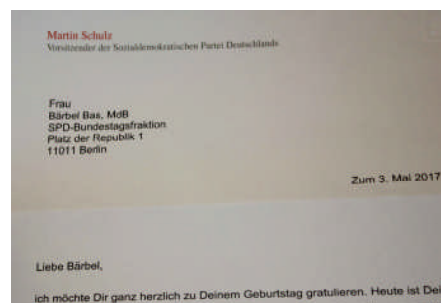 Martin Schulz
Vorsitzender der Sozialdemokratischen Partei Deutschlands
Frau
Bärbel Bas, MdB
SPD-Bundestagsfraktion
Platz der Republik 1
11011 Berlin
Zum 3. Mai 2017
Liebe Bärbel,
ich möchte Dir ganz herzlich zu Deinem Geburtstag gratulieren. Heute ist Dei